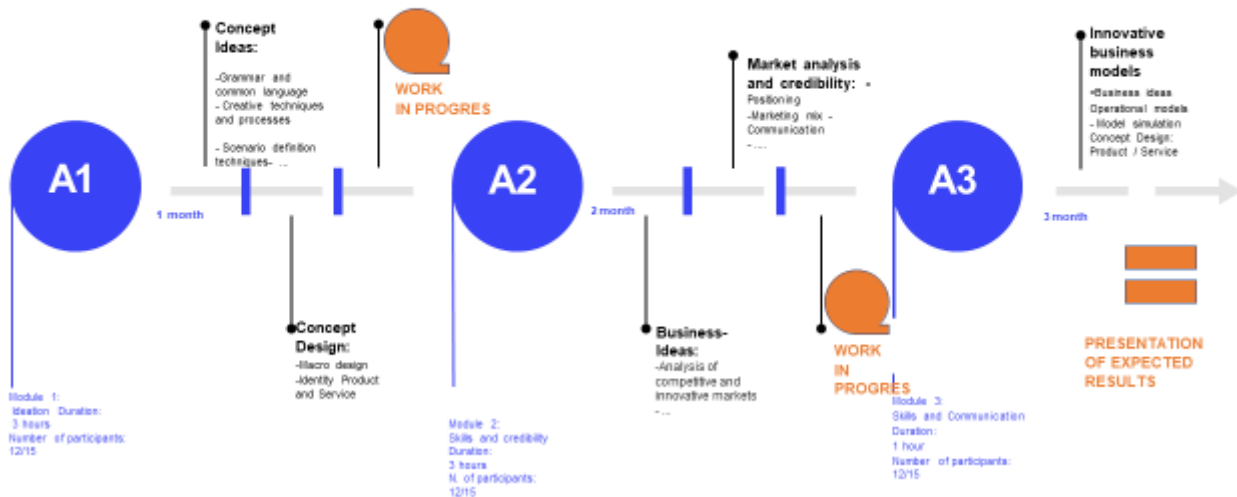 Concept
Ideas:
-Grammar and
common language
- Creative techniques
and processes
- Scenario definition
techniques- ...
WORK
IN PROGRES
Market analysis
and credibility: -
Positioning
-Marketing mix -
Communication
-....
Innovative
business
models
-Business ideas
Operational models
- Model simulation
Concept Design:
Product / Service
A1
A2
A3
1 month
2 month
3 month
Concept
Design:
-Macro design
-Identity Product
and Service
Business-
Ideas:
-Analysis of
competitive and
innovative markets
-...
WORK
IN
PROGRES
PRESENTATION
OF EXPECTED
RESULTS
Module 1:
Ideation Duration:
3 hours
Number of participants:
12/15
Module 2:
Skills and credibility
Duration:
3 hours
N. of participants:
12/15
Module 3:
Skills and Communication
Duration:
1 hour
Number of participants:
12/15